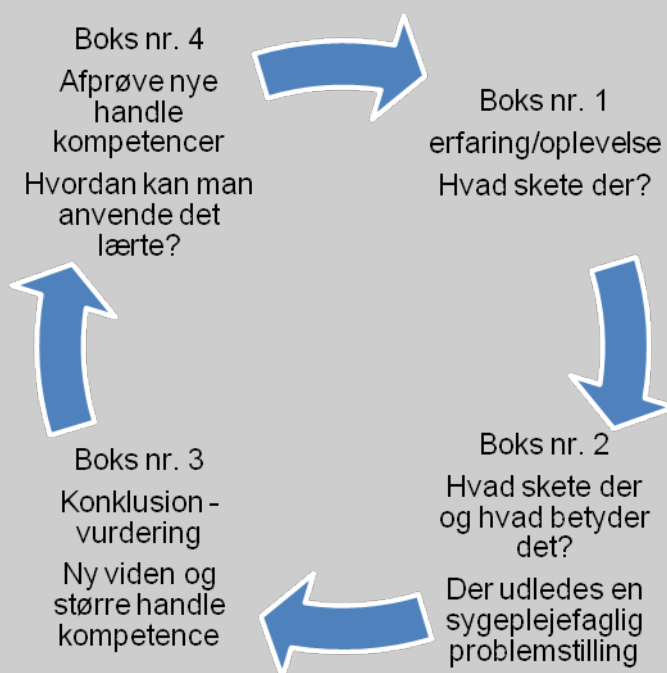 Boks nr. 4
Afprøve nye
handle
kompetencer
Hvordan kan man
anvende det
lærte?
Boks nr. 1
erfaring/oplevelse
Hvad skete der?
Boks nr. 2
Hvad skete der
og hvad betyder
det?
Der udledes en
sygeplejefaglig
problemstilling
Boks nr. 3
Konklusion -
vurdering
Ny viden og
større handle
kompetence